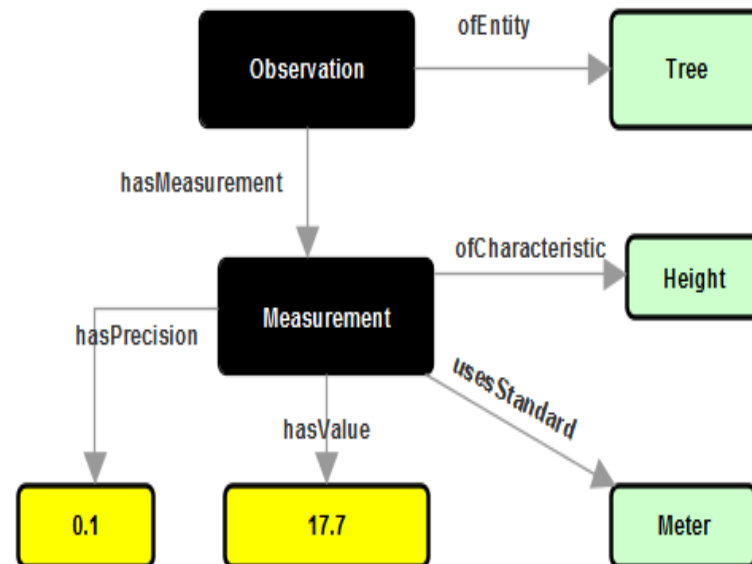 ofEntity
Observation
Tree
hasMeasurement
ofCharacteristic
Height
Measurement
hasPrecision
usesStandard
hasValue
0.1
17.7
Meter